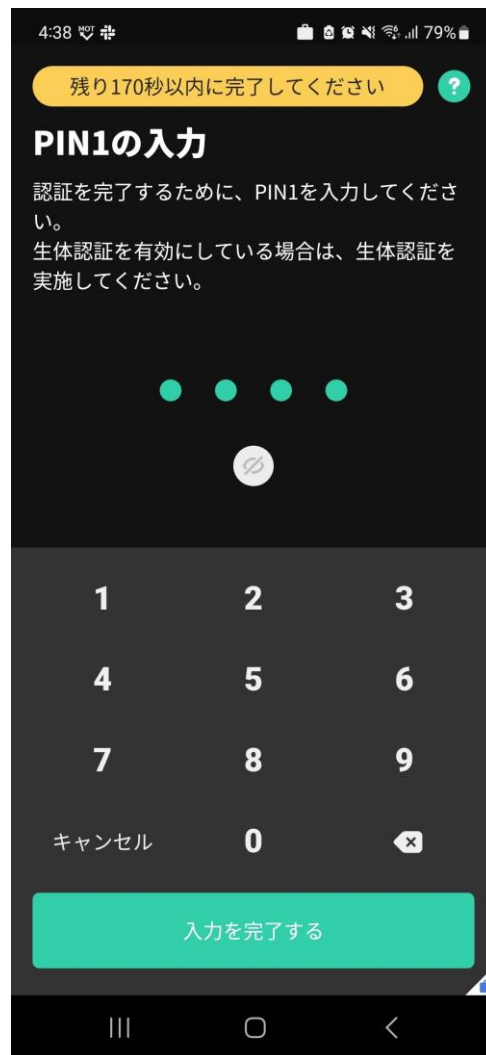 4:38 79%
残り170秒以内に完了してください ?
PIN1の入力
認証を完了するために、PIN1を入力してくださ
い。
生体認証を有効にしている場合は、生体認証を
実施してください。
1 2 3
4 5 6
7 8 9
キャンセル 0
入力を完了する